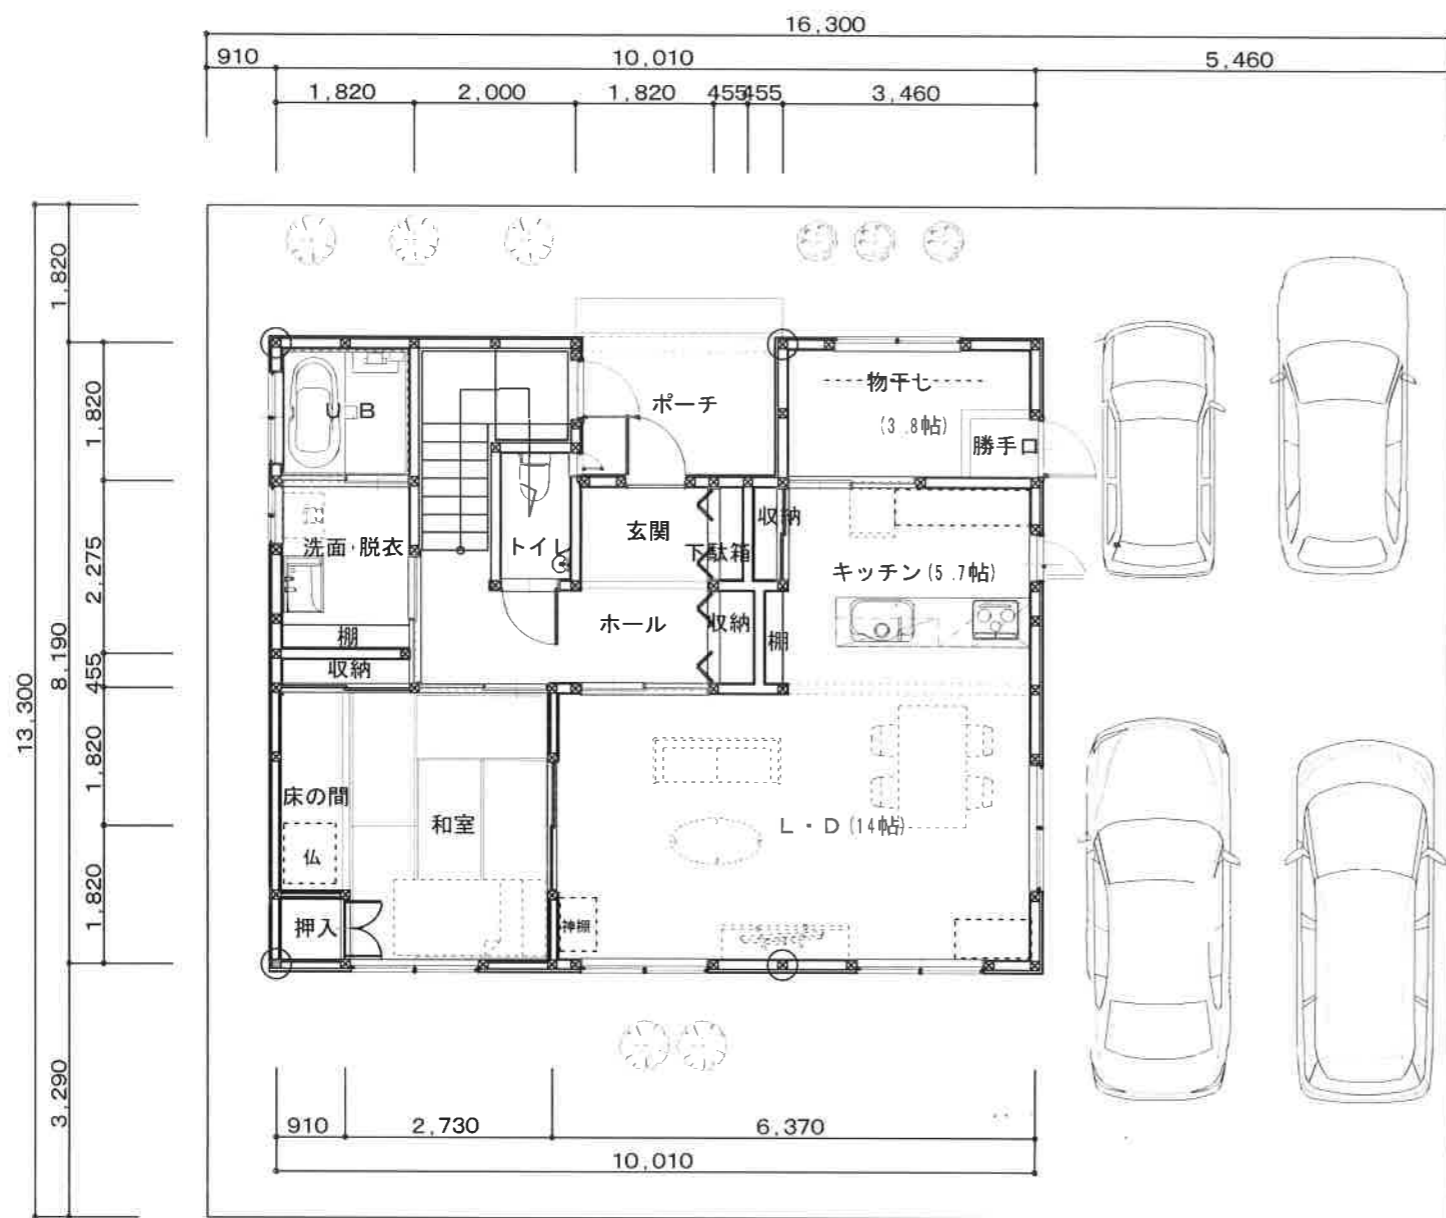 16,300
910
10,010
5,460
1,820
2,000
1,820
455
455
3,460
1,820
13,300
8,190
1,820
2,275
455
1,820
1,820
3,290
U B
ポーチ
物干し
(3.8帖)
勝手口
洗面・脱衣
トイレ
玄関
下駄箱
収納
キッチン(5.7帖)
棚
収納
ホール
収納
棚
床の間
仏
和室
L・D(14帖)
押入
神棚
910
2,730
6,370
10,010